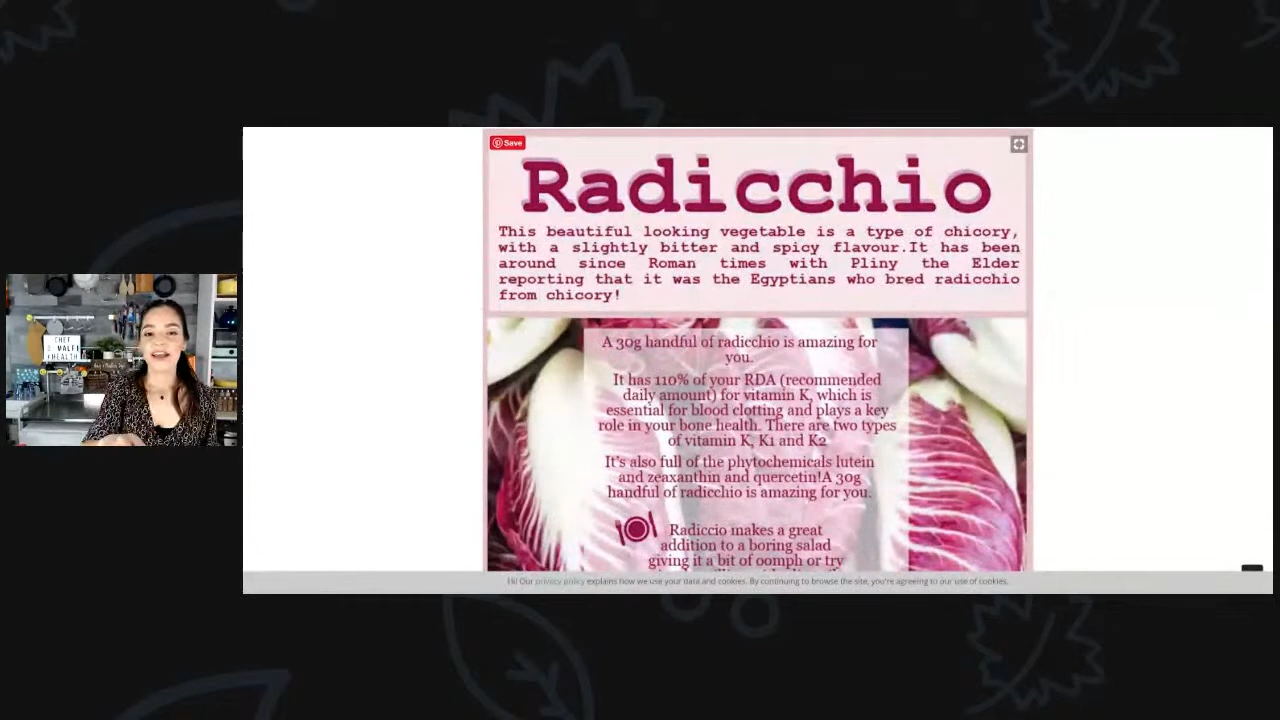 Save
Radicchio
This beautiful looking vegetable is a type of chicory,
with a slightly bitter and spicy flavour.It has been
around since Roman times with Pliny the Elder
reporting that it was the Egyptians who bred radicchio
from chicory!
A 30g handful of radicchio is amazing for
you.
It has 110% of your RDA (recommended
daily amount) for vitamin K, which is
essential for blood clotting and plays a key
role in your bone health. There are two types
of vitamin K, K1 and K2
It's also full of the phytochemicals lutein
and zeaxanthin and quercetin!A 30g
handful of radicchio is amazing for you.
Radiccio makes a great
addition to a boring salad
giving it a bit of oomph or try
CHEF
& MALFI
#HEALTH
Hi! Our privacy policy explains how we use your data and cookies. By continuing to browse the site, you're agreeing to our use of cookies.